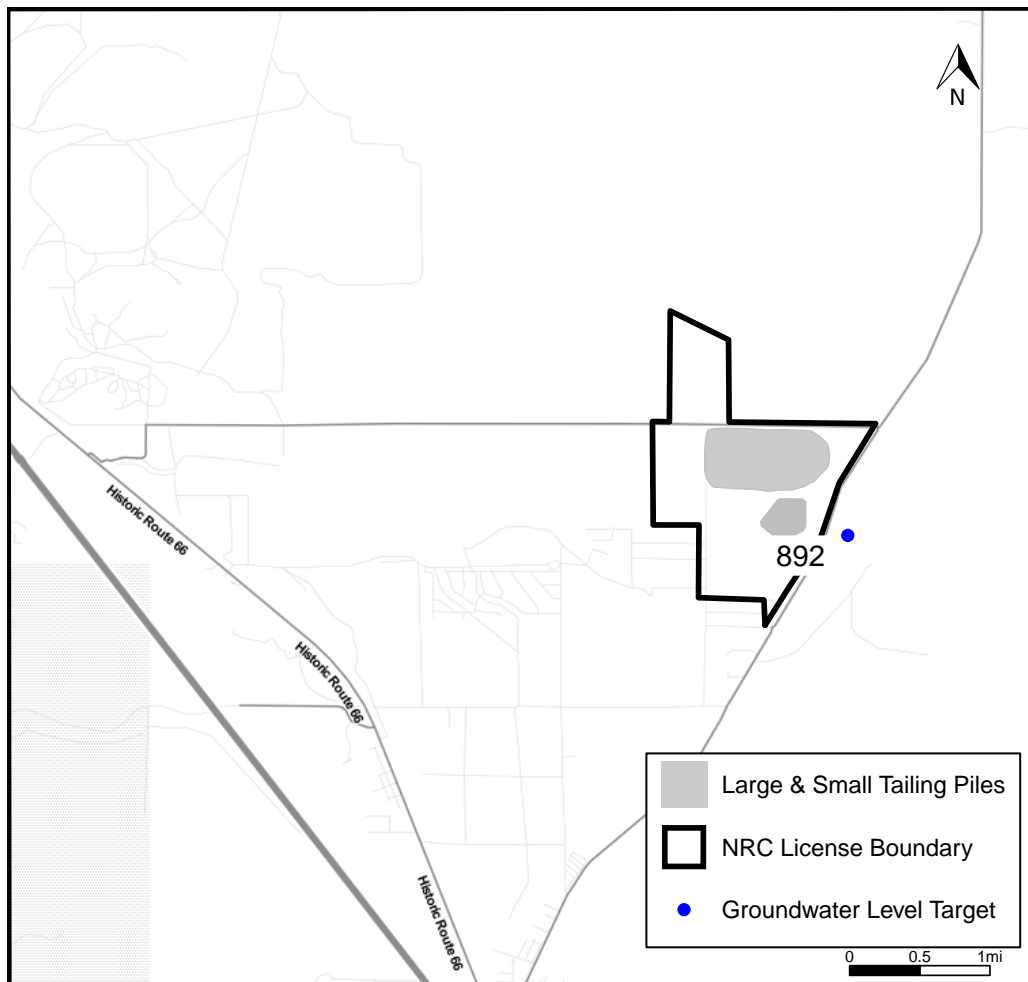 N
Historic Route 66
892
Historic Route 66
Large & Small Tailing Piles
NRC License Boundary
Historic Route 66
Groundwater Level Target
0 0.5 1mi